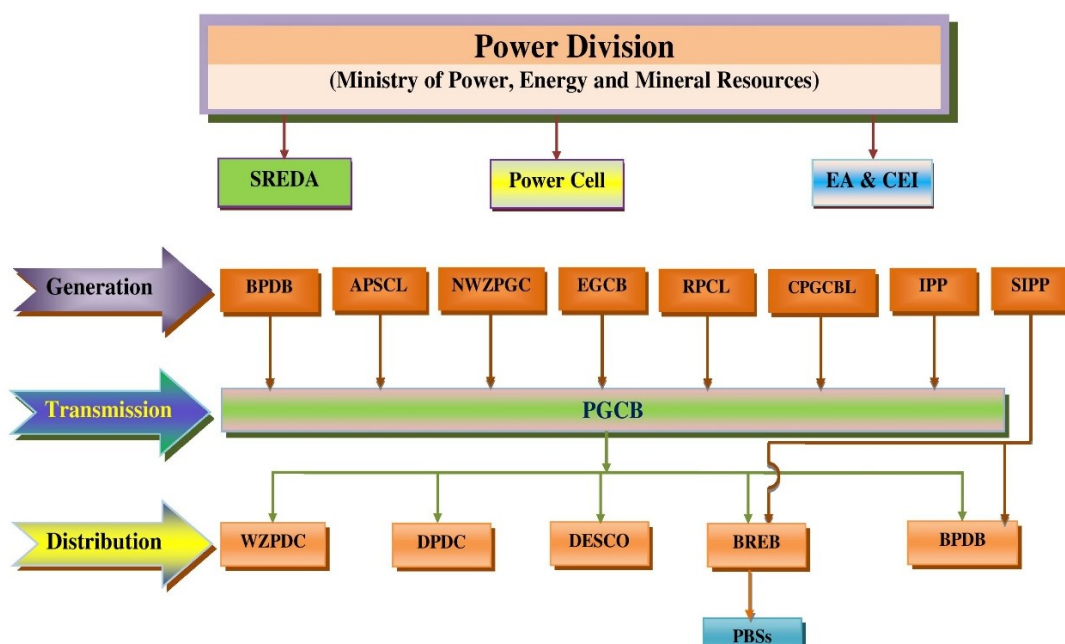 Power Division
(Ministry of Power, Energy and Mineral Resources)
SREDA
Power Cell
EA & CEI
Generation
BPDB
APSCL
NWZPGC
EGCB
RPCL
CPGCBL
IPP
SIPP
Transmission
PGCB
Distribution
WZPDC
DPDC
DESCO
BREB
BPDB
PBSs